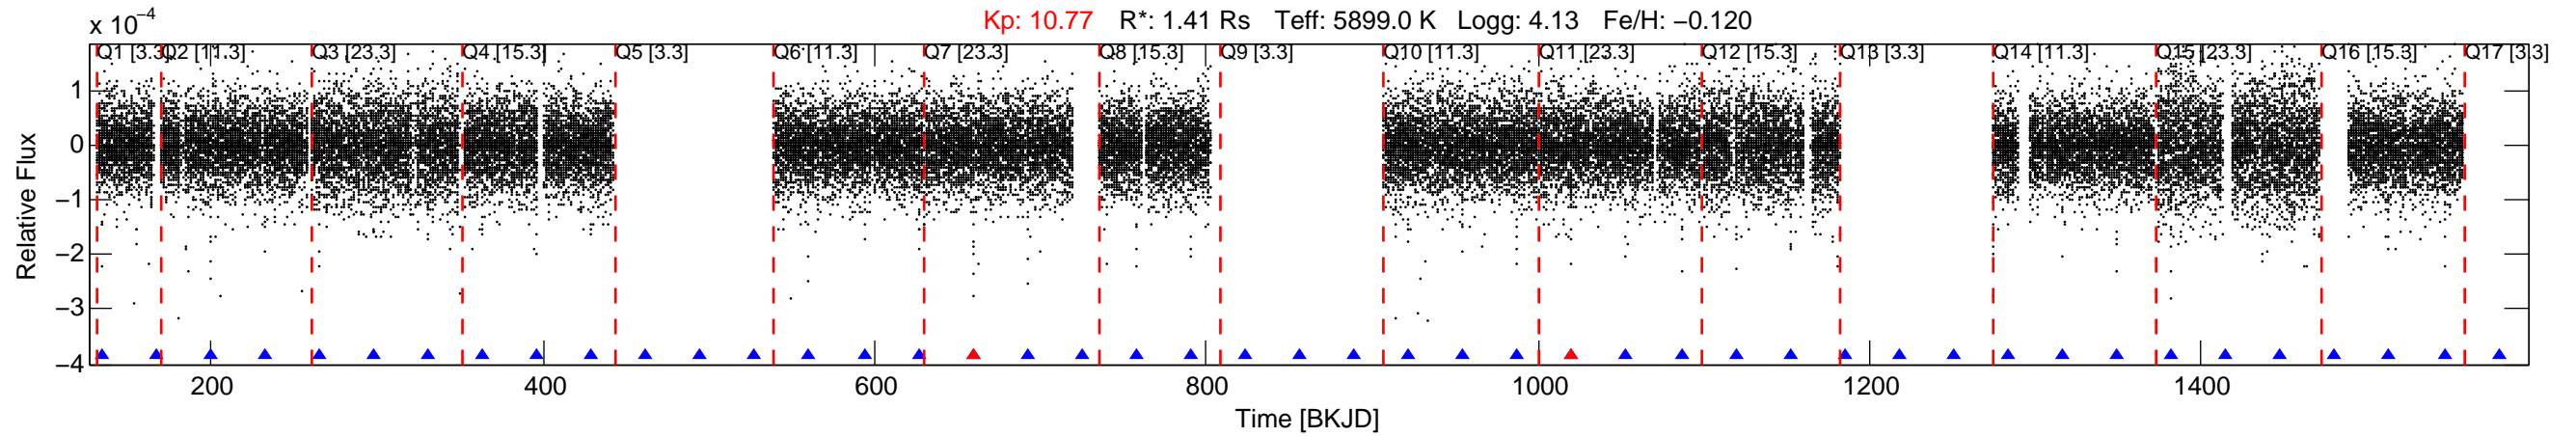 Kp: 10.77 R*: 1.41 Rs Teff: 5899.0 K Logg: 4.13 Fe/H: −0.120
x 10−4
Q1 [3.3] Q2 [11.3] Q3 [23.3] Q4 [15.3] Q5 [3.3] Q6 [11.3] Q7 [23.3] Q8 [15.3] Q9 [3.3] Q10 [11.3] Q11 [23.3] Q12 [15.3] Q13 [3.3] Q14 [11.3] Q15 [23.3] Q16 [15.3] Q17 [3.3]
1
0
−1
−2
−3
−4
Relative Flux
200 400 600 800 1000 1200 1400
Time [BKJD]